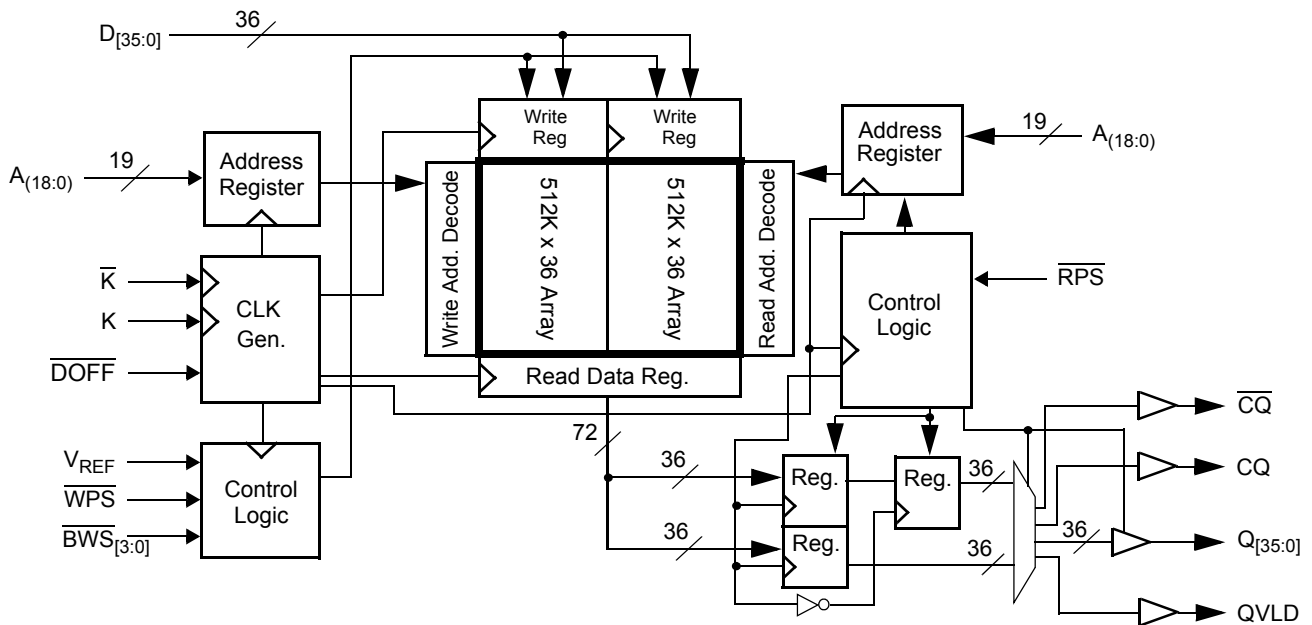 D[35:0]
36
Write
Reg
Write
Reg
A(18:0)
19
Address
Register
Address
Register
19
A(18:0)
Write Add. Decode
512K x 36 Array
512K x 36 Array
Read Add. Decode
K̅
K
D̅O̅F̅F̅
CLK
Gen.
Control
Logic
R̅P̅S̅
Read Data Reg.
72
VREF
W̅P̅S̅
B̅W̅S̅[3:0]
Control
Logic
36
Reg.
Reg.
36
36
Reg.
36
36
C̅Q̅
CQ
Q[35:0]
QVLD